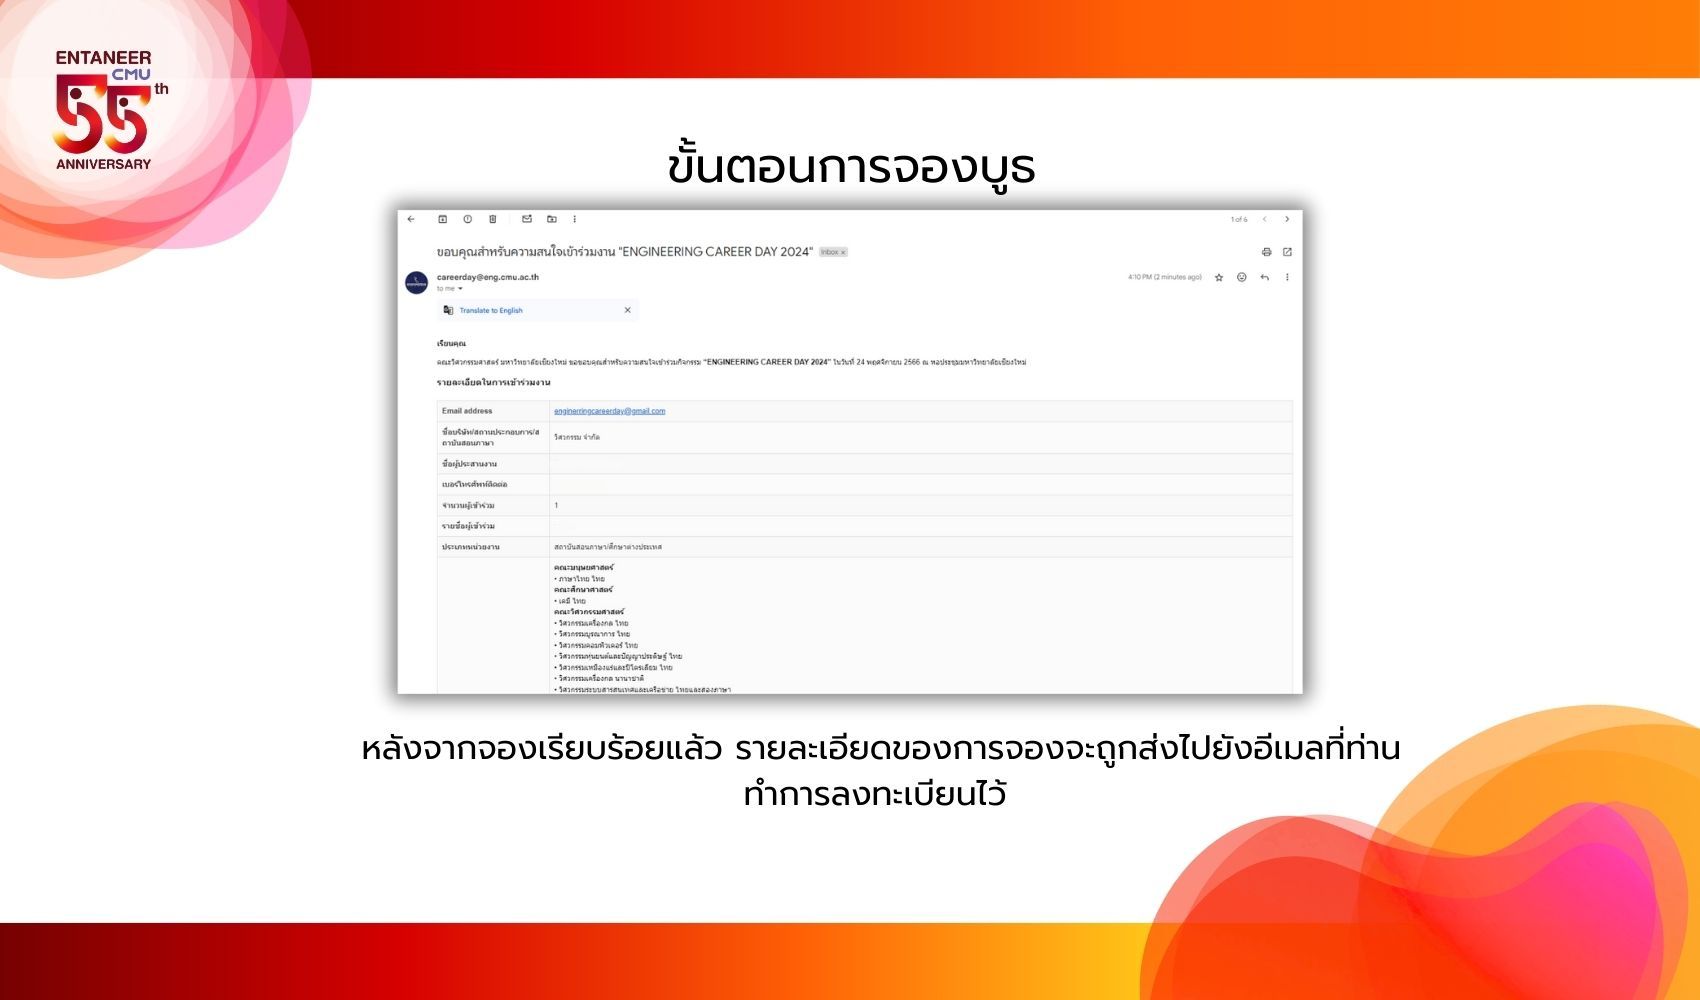 ENTANEER
CMU
55th
ANNIVERSARY
ขั้นตอนการจองบูธ
1 of 6
ขอบคุณสำหรับความสนใจเข้าร่วมงาน "ENGINEERING CAREER DAY 2024" Inbox x
careerday@eng.cmu.ac.th
4:10 PM (2 minutes ago)
to me
Translate to English
เรียนคุณ
คณะวิศวกรรมศาสตร์ มหาวิทยาลัยเชียงใหม่ ขอขอบคุณสำหรับความสนใจเข้าร่วมกิจกรรม "ENGINEERING CAREER DAY 2024" ในวันที่ 24 พฤศจิกายน 2566 ณ หอประชุมมหาวิทยาลัยเชียงใหม่
รายละเอียดในการเข้าร่วมงาน
Email address enginerringcareerday@gmail.com
ชื่อบริษัท/สถานประกอบการ/ส
ถาบันสอนภาษา
วิศวกรรม จำกัด
ชื่อผู้ประสานงาน
เบอร์โทรศัพท์ติดต่อ
จำนวนผู้เข้าร่วม 1
รายชื่อผู้เข้าร่วม
ประเภทหน่วยงาน สถาบันสอนภาษา/ศึกษาต่างประเทศ
คณะมนุษยศาสตร์
• ภาษาไทย ไทย
คณะศึกษาศาสตร์
• เคมี ไทย
คณะวิศวกรรมศาสตร์
• วิศวกรรมเครื่องกล ไทย
• วิศวกรรมบูรณาการ ไทย
• วิศวกรรมคอมพิวเตอร์ ไทย
• วิศวกรรมหุ่นยนต์และปัญญาประดิษฐ์ ไทย
• วิศวกรรมเหมืองแร่และปิโตรเลียม ไทย
• วิศวกรรมเครื่องกล นานาชาติ
• วิศวกรรมระบบสารสนเทศและเครือข่าย ไทยและสองภาษา
หลังจากจองเรียบร้อยแล้ว รายละเอียดของการจองจะถูกส่งไปยังอีเมลที่ท่าน
ทำการลงทะเบียนไว้